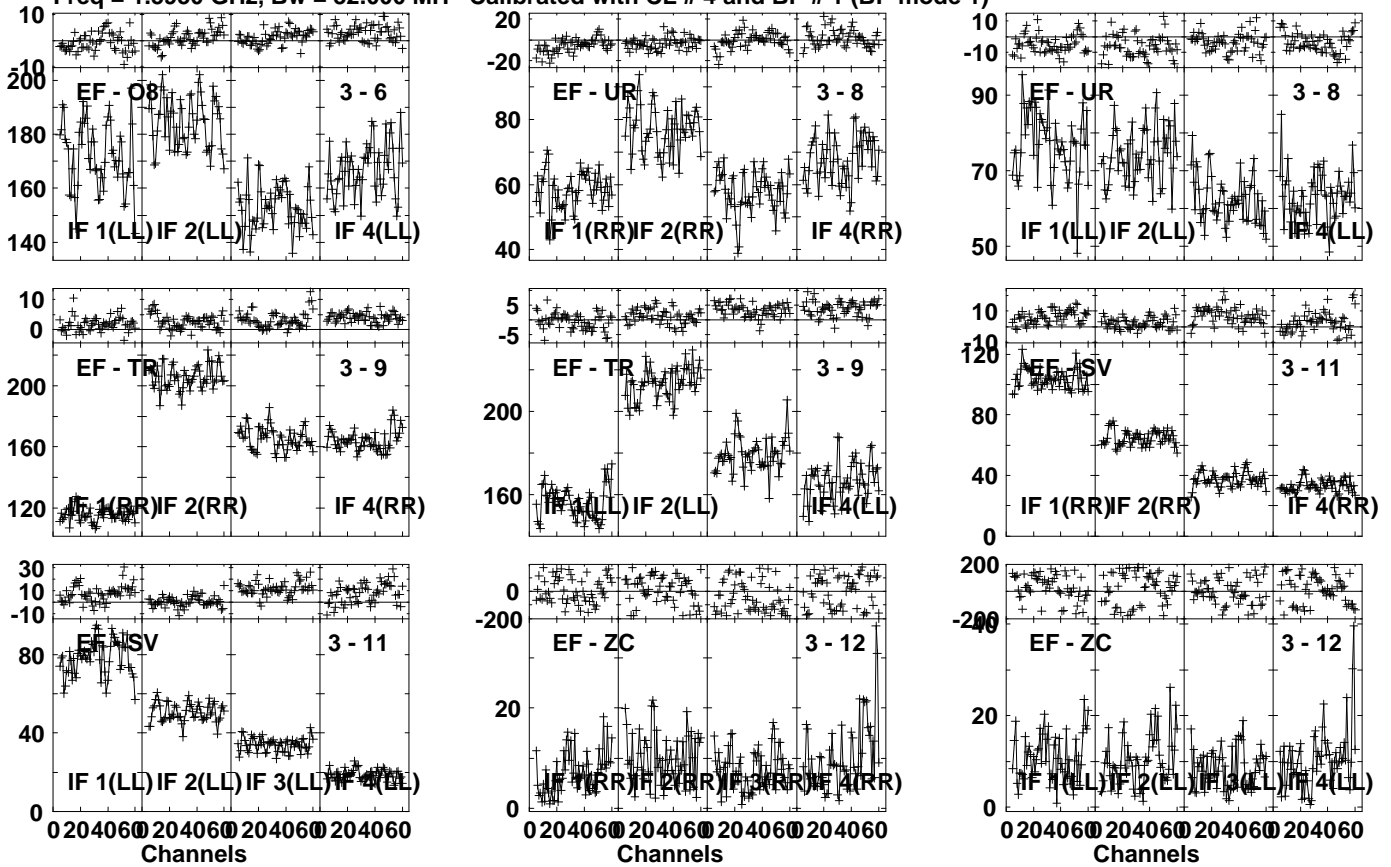 Calibrated with CL # 4 and BP # 1 (BP mode 1)
10
0
10
200
180
160
140
EF - O8
3 - 6
IF 1(LL) IF 2(LL) IF 4(LL)
20
0
-20
80
60
40
EF - UR
3 - 8
IF 1(RR) IF 2(RR) IF 4(RR)
10
0
-10
90
70
50
EF - UR
3 - 8
IF 1(LL) IF 2(LL) IF 4(LL)
10
0
200
160
120
EF - TR
3 - 9
IF 1(RR) IF 2(RR) IF 4(RR)
5
-5
200
160
EF - TR
3 - 9
IF 1(LL) IF 2(LL) IF 4(LL)
10
-10
120
80
40
0
EF - SV
3 - 11
IF 1(RR) IF 2(RR) IF 4(RR)
30
10
-10
80
40
0
EF - SV
3 - 11
IF 1(LL) IF 2(LL) IF 3(LL) IF 4(LL)
0 204060 0 204060 0 204060 0 204060
Channels
0
-200
20
0
EF - ZC
3 - 12
IF 1(RR) IF 2(RR) IF 3(RR) IF 4(RR)
0 204060 0 204060 0 204060 0 204060
Channels
200
0
-200
40
20
0
EF - ZC
3 - 12
IF 1(LL) IF 2(LL) IF 3(LL) IF 4(LL)
0 204060 0 204060 0 204060 0 204060
Channels